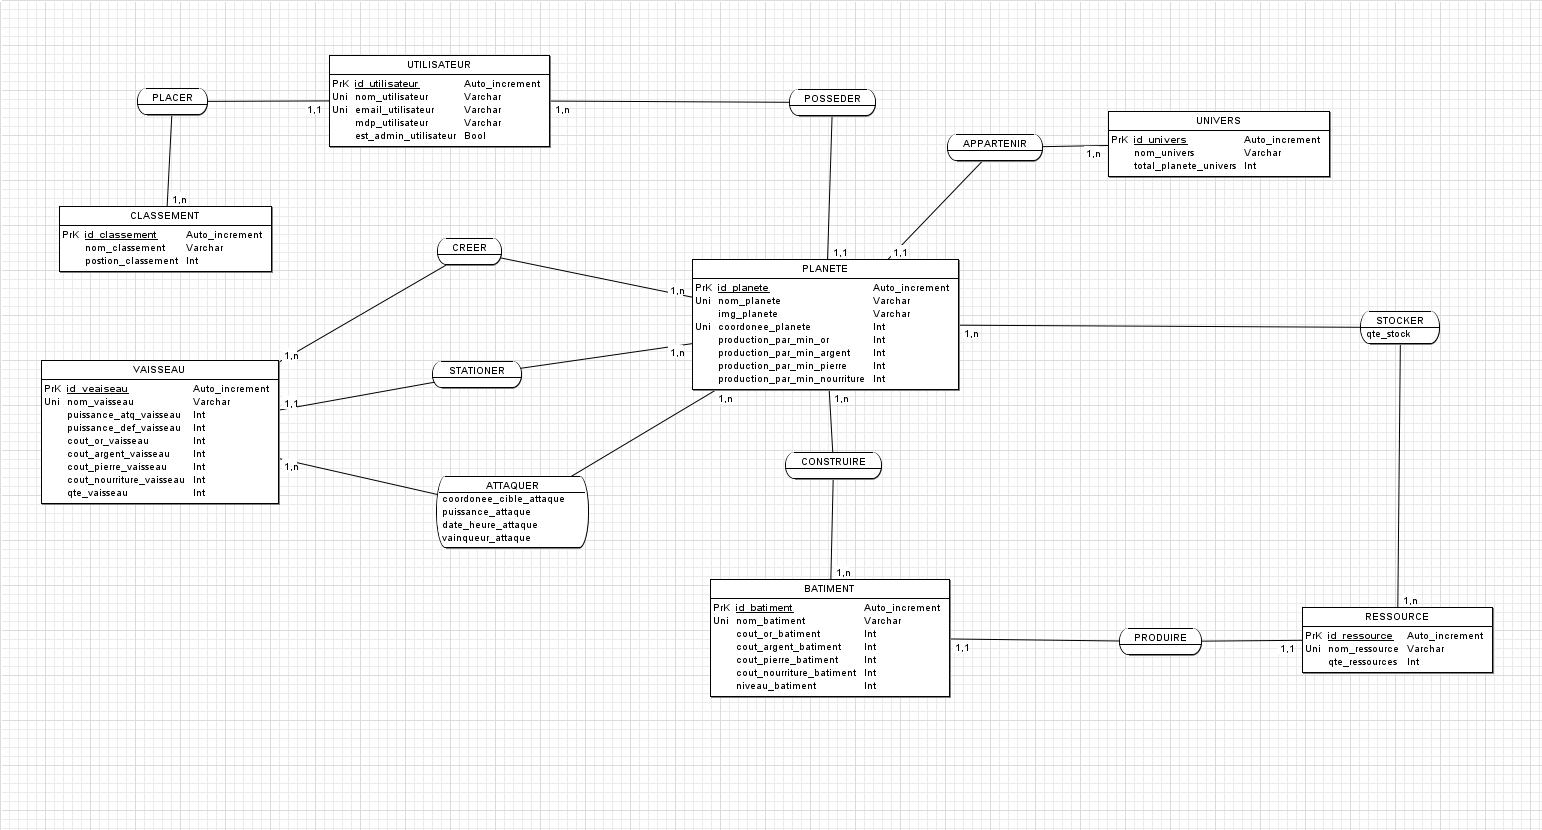 UTILISATEUR
PrK id_utilisateur Auto_increment
Uni nom_utilisateur Varchar
Uni email_utilisateur Varchar
mdp_utilisateur Varchar
est_admin_utilisateur Bool
PLACER
1,1
1,n
POSSEDER
1,n
1,1
UNIVERS
PrK id_univers Auto_increment
nom_univers Varchar
total_planete_univers Int
APPARTENIR
1,n
1,1
CLASSEMENT
PrK id_classement Auto_increment
nom_classement Varchar
postion_classement Int
CREER
1,n
1,n
PLANETE
PrK id_planete Auto_increment
Uni nom_planete Varchar
img_planete Varchar
Uni coordonee_planete Int
production_par_min_or Int
production_par_min_argent Int
production_par_min_pierre Int
production_par_min_nourriture Int
1,n
STOCKER
qte_stock
1,n
STATIONER
1,n
1,1
VAISSEAU
PrK id_veaiseau Auto_increment
Uni nom_vaisseau Varchar
puissance_atq_vaisseau Int
puissance_def_vaisseau Int
cout_or_vaisseau Int
cout_argent_vaisseau Int
cout_pierre_vaisseau Int
cout_nourriture_vaisseau Int
qte_vaisseau Int
1,n
1,n
ATTAQUER
coordonee_cible_attaque
puissance_attaque
date_heure_attaque
vainqueur_attaque
1,n
CONSTRUIRE
1,n
BATIMENT
PrK id_batiment Auto_increment
Uni nom_batiment Varchar
cout_or_batiment Int
cout_argent_batiment Int
cout_pierre_batiment Int
cout_nourriture_batiment Int
niveau_batiment Int
1,1
PRODUIRE
1,1
RESSOURCE
PrK id_ressource Auto_increment
Uni nom_ressource Varchar
qte_ressources Int